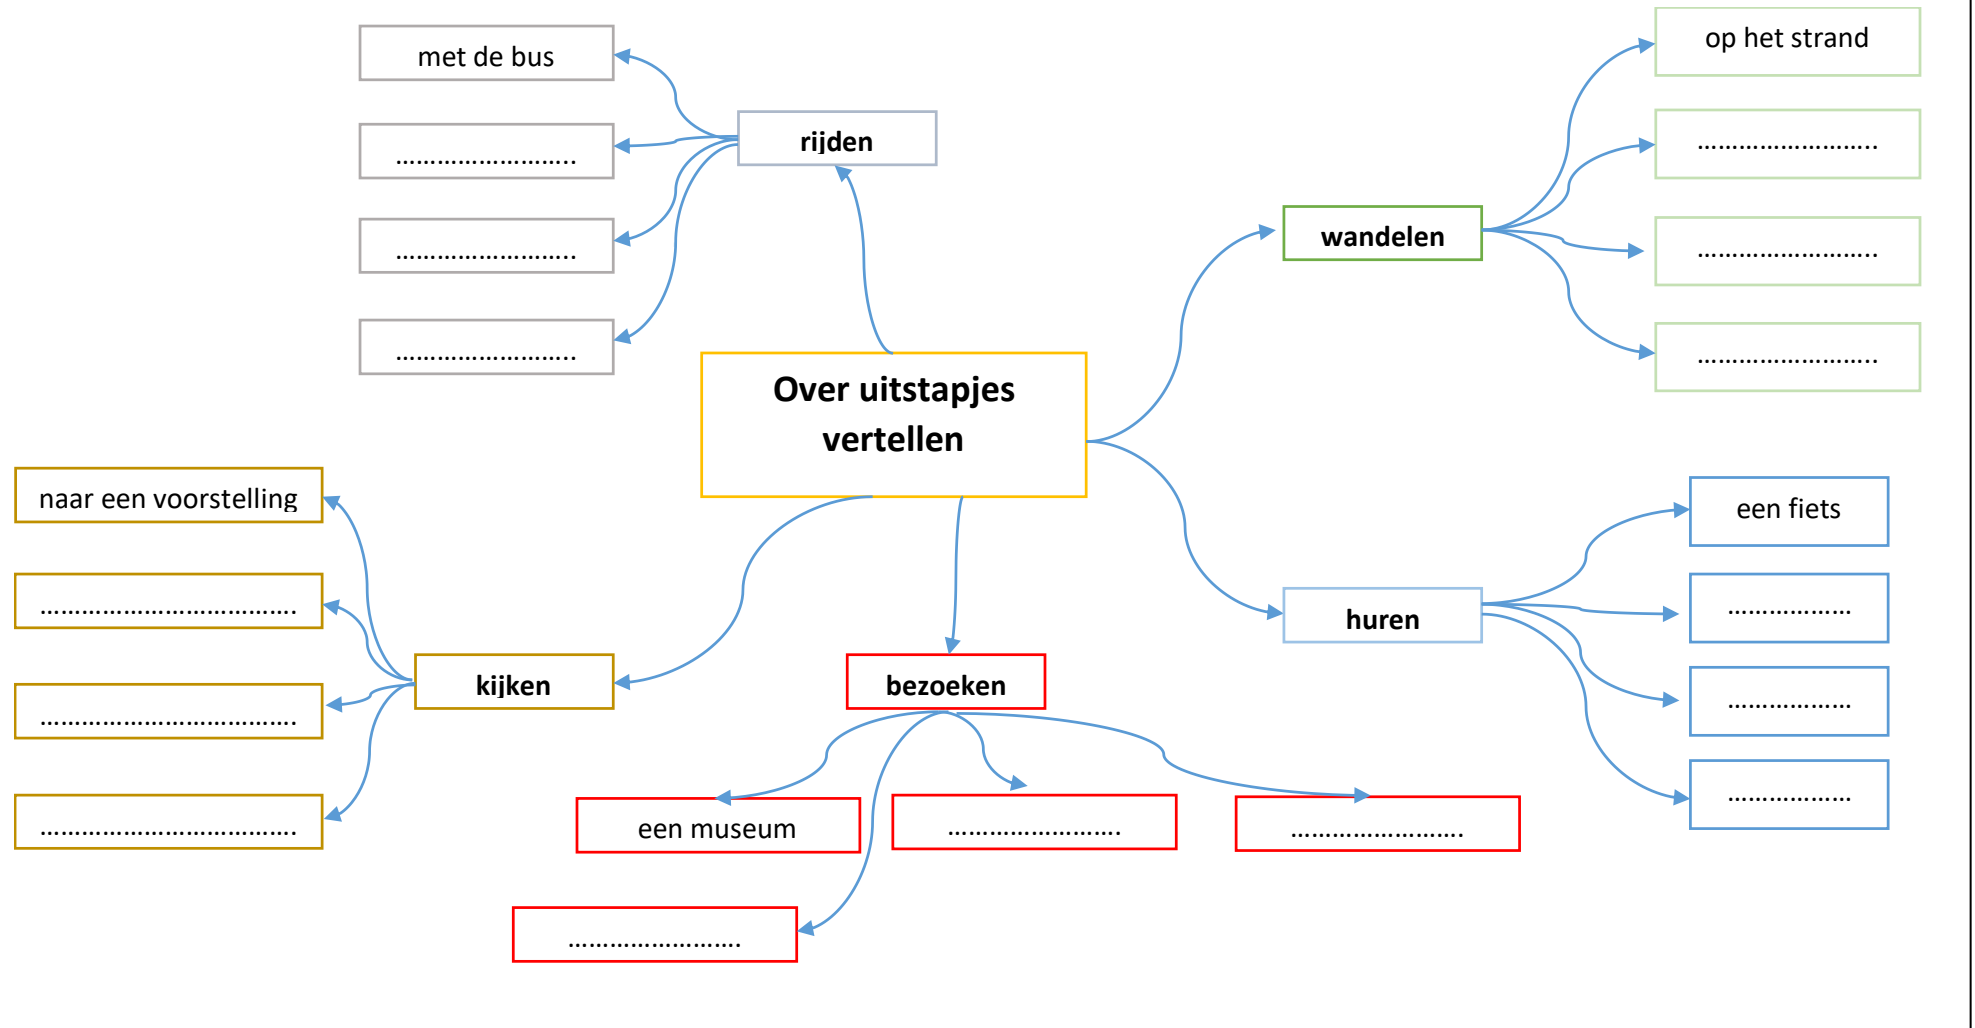 met de bus
……………………..
……………………..
……………………..
rijden
op het strand
……………………..
……………………..
……………………..
wandelen
Over uitstapjes
vertellen
naar een voorstelling
……………………………….
……………………………….
……………………………….
kijken
bezoeken
een museum
…………………….
…………………….
…………………….
huren
een fiets
………………
………………
………………